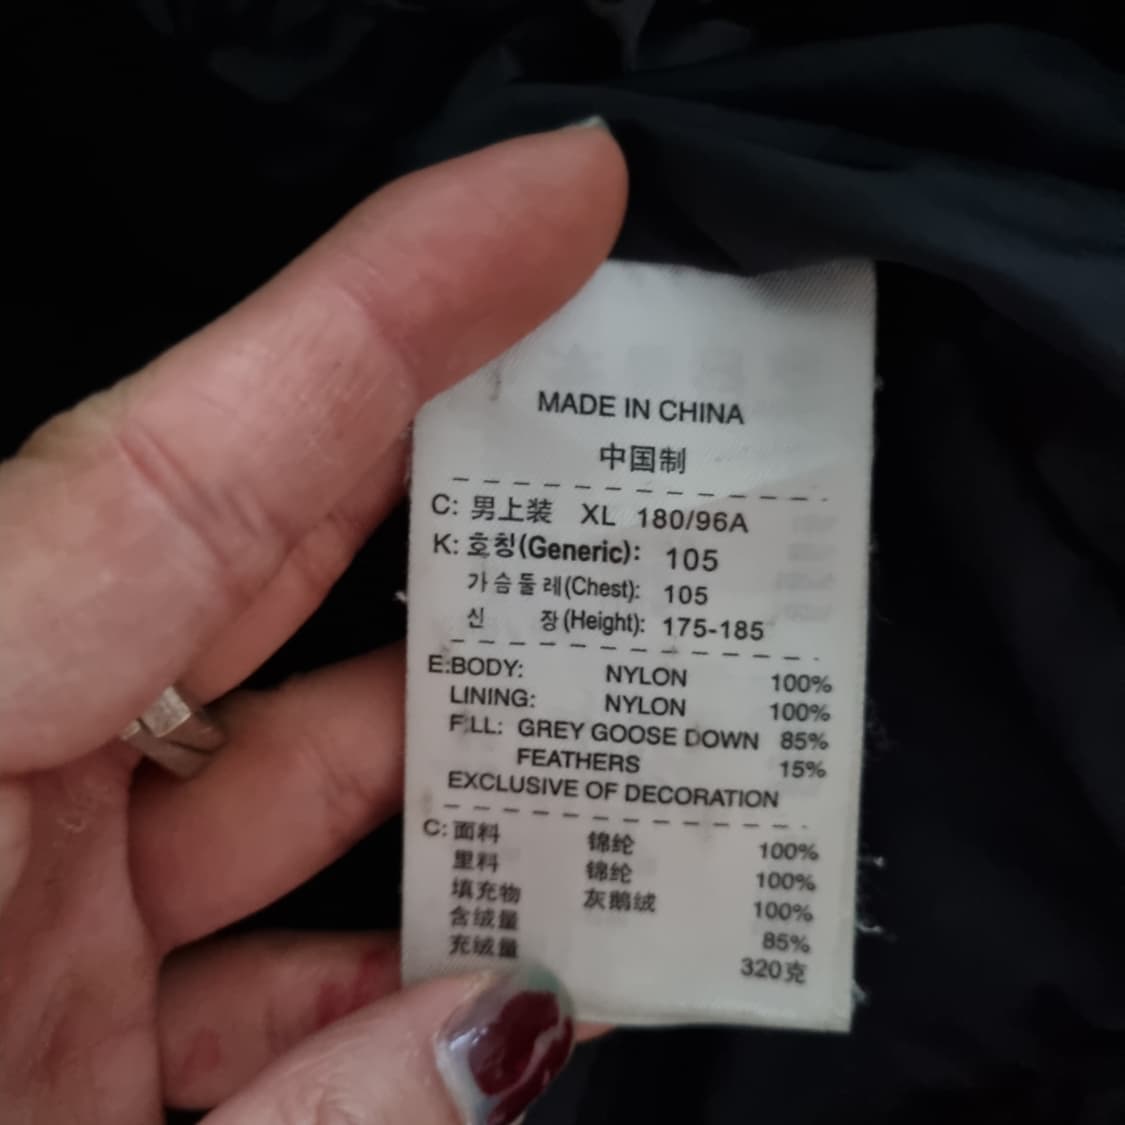 MADE IN CHINA
中国制
C: 男上装 XL 180/96A
K: 호칭(Generic): 105
가슴둘레(Chest): 105
신 장(Height): 175-185
E:BODY: NYLON 100%
LINING: NYLON 100%
FILL: GREY GOOSE DOWN 85%
FEATHERS 15%
EXCLUSIVE OF DECORATION
C: 面料 锦纶 100%
里料 锦纶 100%
填充物 灰鹅绒 100%
含绒量 85%
充绒量 320克